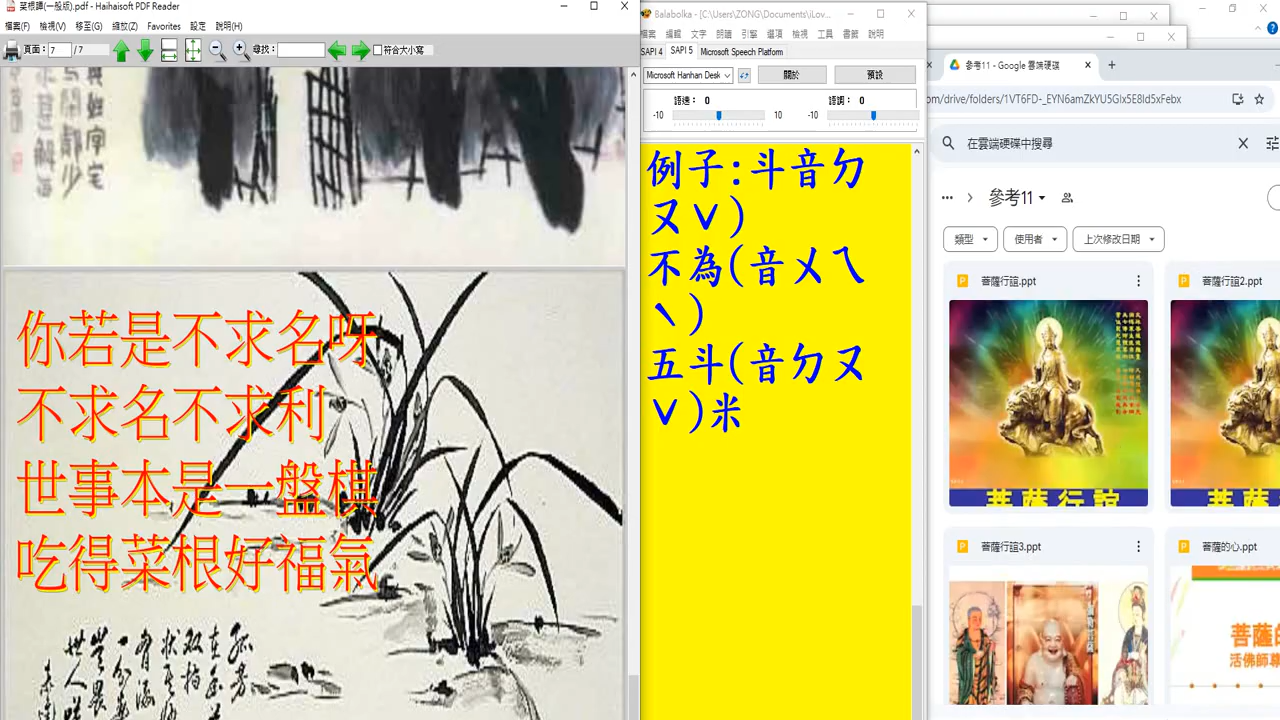 菜根譚(一般版).pdf - Haihaisoft PDF Reader
檔案(F) 檢視(V) 移至(G) 縮放(Z) Favorites 設定 說明(H)
頁面: 7 / 7 尋找: 符合大小寫
你若是不求名呀
不求名不求利
世事本是一盤棋
吃得菜根好福氣
Balabolka - [C:\Users\ZONG\Documents\iLov...
檔案 編輯 文字 朗讀 引擎 選項 檢視 工具 書籤 說明
SAPI 4 SAPI 5 Microsoft Speech Platform
Microsoft Hanhan Desk 關於 預設
語速: 0 語調: 0
-10 10 -10
例子:斗音ㄉ
ㄡˇ)
不為(音ㄨㄟ
ˋ)
五斗(音ㄉㄡ
ˇ)米
參考11 - Google 雲端硬碟
om/drive/folders/1VT6FD-_EYN6amZkYU5GIx5E8Id5xFebx
在雲端硬碟中搜尋
參考11
類型 使用者 上次修改日期
菩薩行誼.ppt
菩薩行誼2.ppt
菩薩行誼
菩薩行
菩薩行誼3.ppt
菩薩的心.ppt
菩薩的
活佛師尊